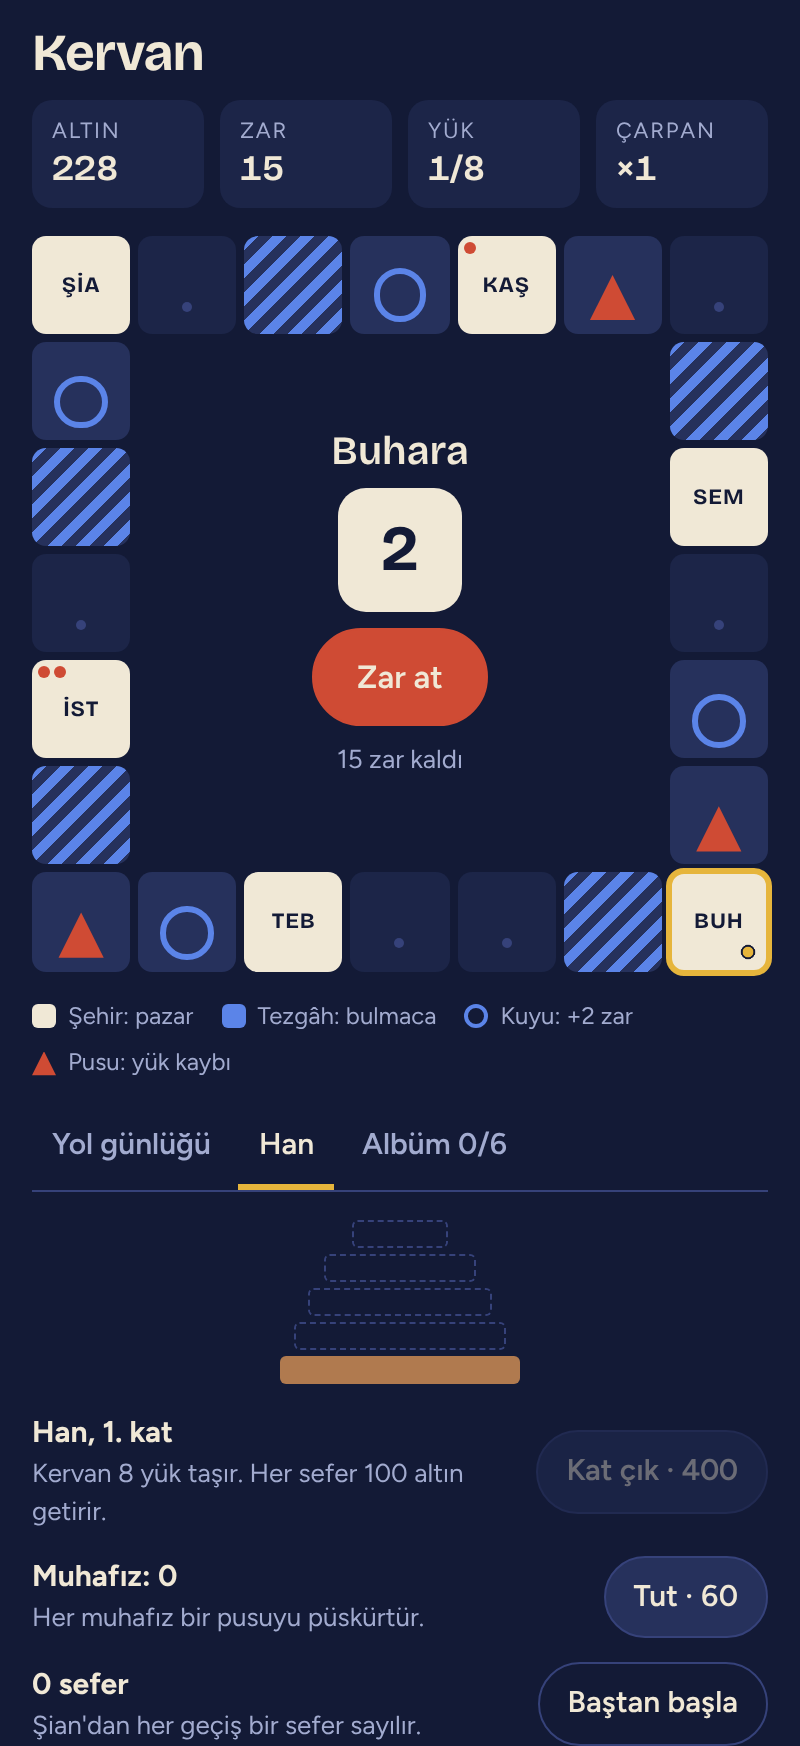 Kervan
ALTIN ZAR YÜK ÇARPAN
228 15 1/8 ×1
ŞİA KAŞ
SEM
Buhara
2
Zar at
İST
15 zar kaldı
TEB BUH
Şehir: pazar Tezgâh: bulmaca Kuyu: +2 zar
Pusu: yük kaybı
Yol günlüğü Han Albüm 0/6
Han, 1. kat
Kervan 8 yük taşır. Her sefer 100 altın
getirir.
Kat çık · 400
Muhafız: 0
Her muhafız bir pusuyu püskürtür.
Tut · 60
0 sefer
Şian'dan her geçiş bir sefer sayılır.
Baştan başla